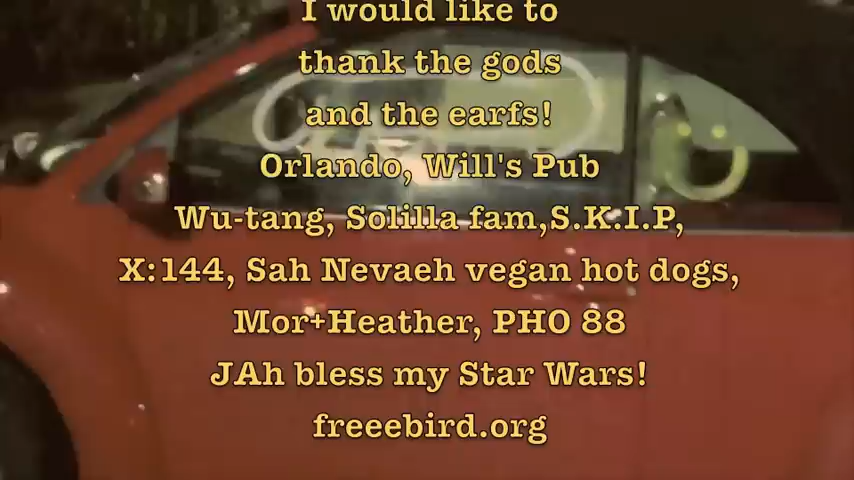 I would like to
thank the gods
and the earfs!
Orlando, Will's Pub
Wu-tang, Solilla fam,S.K.I.P,
X:144, Sah Nevaeh vegan hot dogs,
Mor+Heather, PHO 88
JAh bless my Star Wars!
freeebird.org